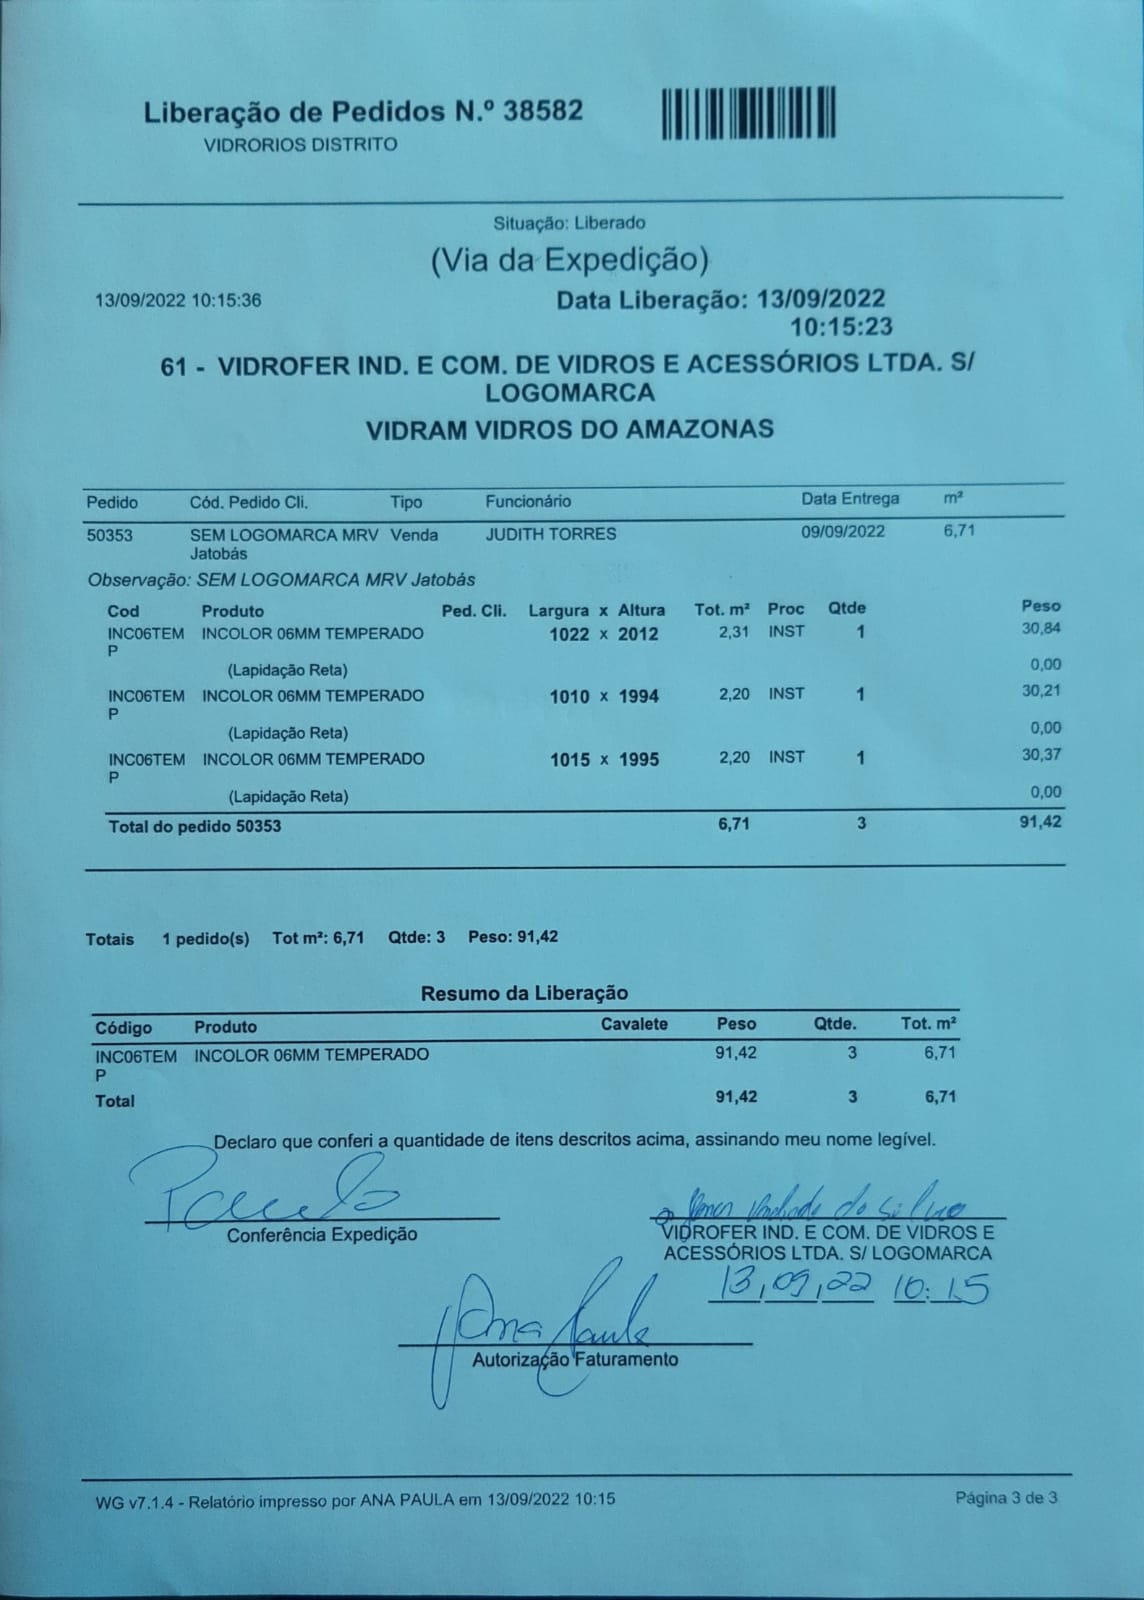 Liberação de Pedidos N.º 38582
VIDRORIOS DISTRITO
Situação: Liberado
(Via da Expedição)
13/09/2022 10:15:36 Data Liberação: 13/09/2022
10:15:23
61 - VIDROFER IND. E COM. DE VIDROS E ACESSÓRIOS LTDA. S/
LOGOMARCA
VIDRAM VIDROS DO AMAZONAS
Pedido Cód. Pedido Cli. Tipo Funcionário Data Entrega m²
50353 SEM LOGOMARCA MRV Venda JUDITH TORRES 09/09/2022 6,71
Jatobás
Observação: SEM LOGOMARCA MRV Jatobás
Cod Produto Ped. Cli. Largura x Altura Tot. m² Proc Qtde Peso
INC06TEM INCOLOR 06MM TEMPERADO 1022 x 2012 2,31 INST 1 30,84
P
(Lapidação Reta) 0,00
INC06TEM INCOLOR 06MM TEMPERADO 1010 x 1994 2,20 INST 1 30,21
P
(Lapidação Reta) 0,00
INC06TEM INCOLOR 06MM TEMPERADO 1015 x 1995 2,20 INST 1 30,37
P
(Lapidação Reta) 0,00
Total do pedido 50353 6,71 3 91,42
Totais 1 pedido(s) Tot m²: 6,71 Qtde: 3 Peso: 91,42
Resumo da Liberação
Código Produto Cavalete Peso Qtde. Tot. m²
INC06TEM INCOLOR 06MM TEMPERADO 91,42 3 6,71
P
Total 91,42 3 6,71
Declaro que conferi a quantidade de itens descritos acima, assinando meu nome legível.
da Silva
Conferência Expedição
VIDROFER IND. E COM. DE VIDROS E
ACESSÓRIOS LTDA. S/ LOGOMARCA
13,09,22 10:15
Ana Paula
Autorização Faturamento
WG v7.1.4 - Relatório impresso por ANA PAULA em 13/09/2022 10:15 Página 3 de 3